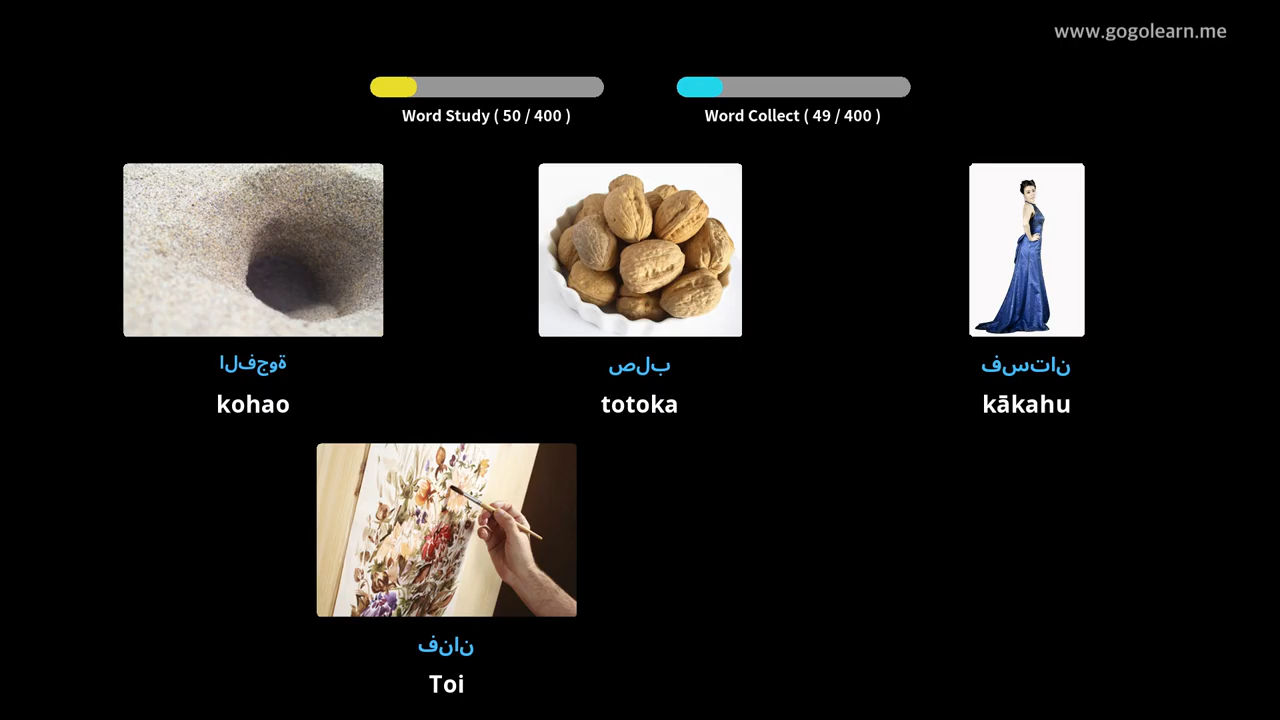 www.gogolearn.me
Word Study ( 50 / 400 )
Word Collect ( 49 / 400 )
الفجوة
kohao
صلب
totoka
فستان
kākahu
فنان
Toi